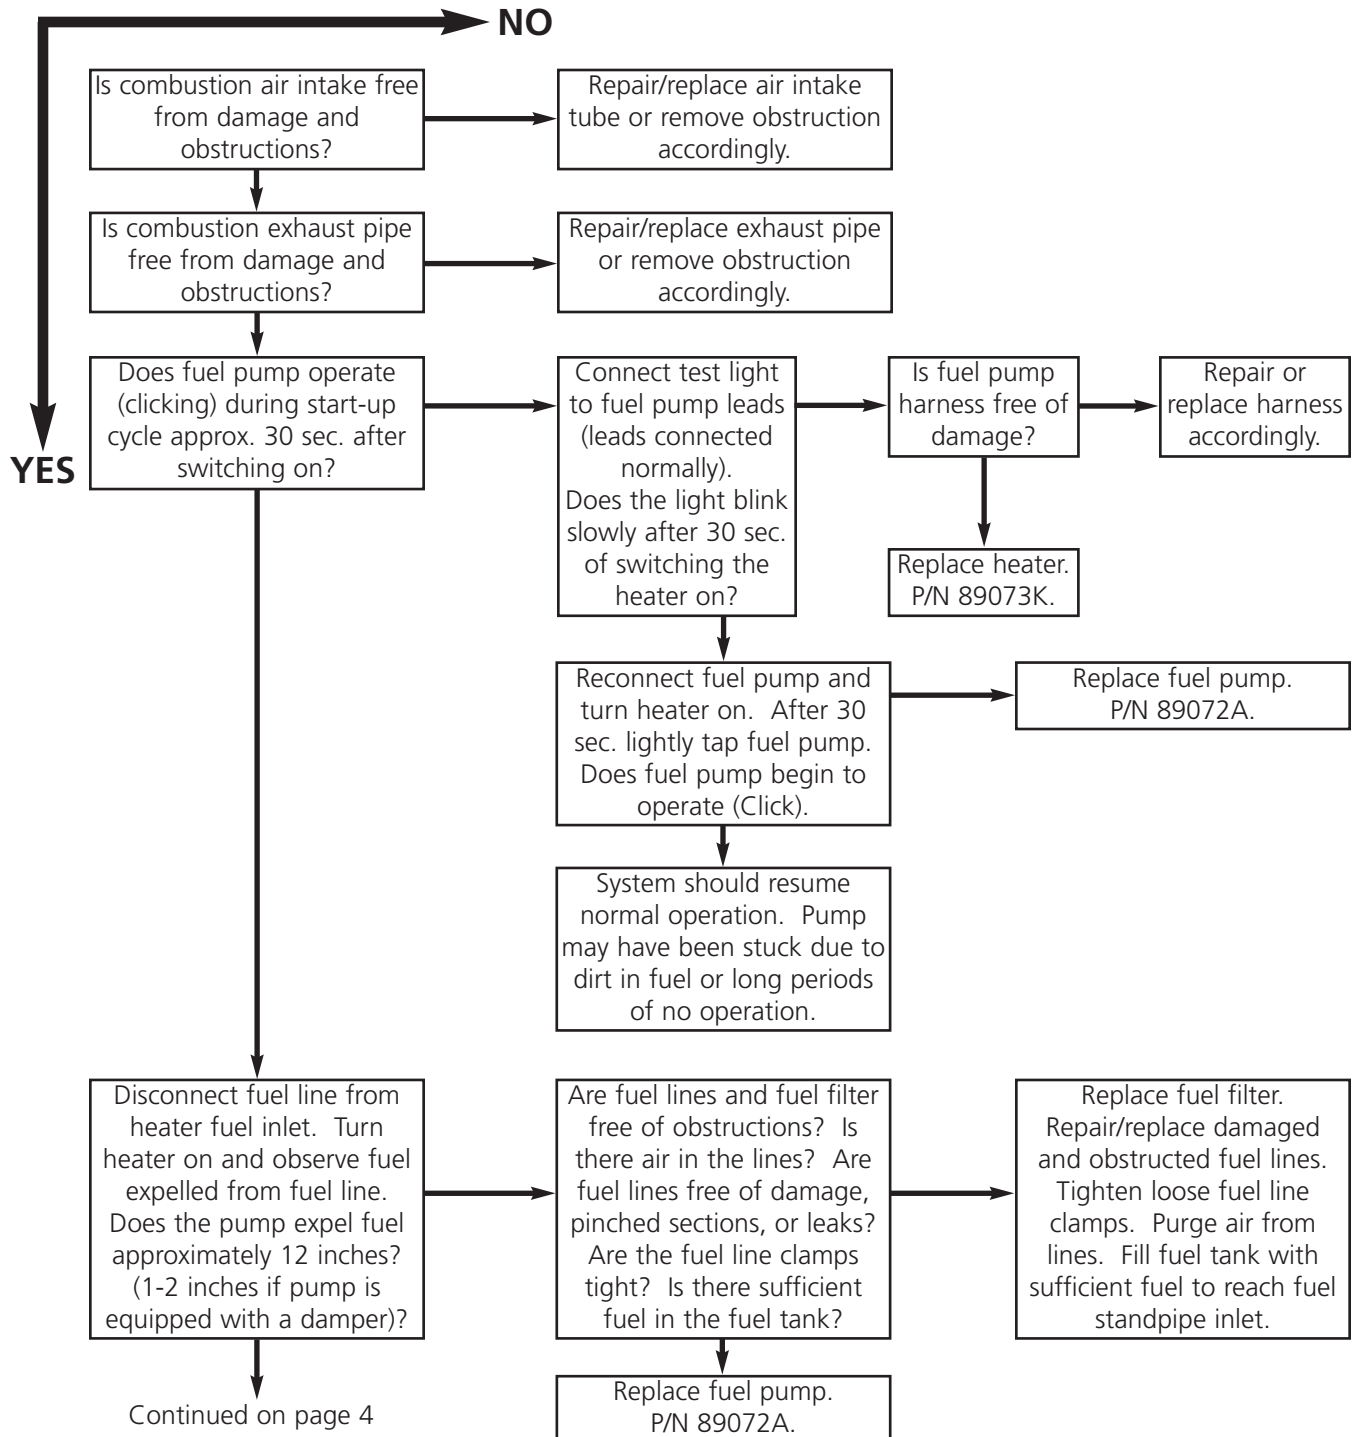 NO
YES
Is combustion air intake free
from damage and
obstructions?
Repair/replace air intake
tube or remove obstruction
accordingly.
Is combustion exhaust pipe
free from damage and
obstructions?
Repair/replace exhaust pipe
or remove obstruction
accordingly.
Does fuel pump operate
(clicking) during start-up
cycle approx. 30 sec. after
switching on?
Connect test light
to fuel pump leads
(leads connected
normally).
Does the light blink
slowly after 30 sec.
of switching the
heater on?
Is fuel pump
harness free of
damage?
Repair or
replace harness
accordingly.
Replace heater.
P/N 89073K.
Reconnect fuel pump and
turn heater on. After 30
sec. lightly tap fuel pump.
Does fuel pump begin to
operate (Click).
Replace fuel pump.
P/N 89072A.
System should resume
normal operation. Pump
may have been stuck due to
dirt in fuel or long periods
of no operation.
Disconnect fuel line from
heater fuel inlet. Turn
heater on and observe fuel
expelled from fuel line.
Does the pump expel fuel
approximately 12 inches?
(1-2 inches if pump is
equipped with a damper)?
Are fuel lines and fuel filter
free of obstructions? Is
there air in the lines? Are
fuel lines free of damage,
pinched sections, or leaks?
Are the fuel line clamps
tight? Is there sufficient
fuel in the fuel tank?
Replace fuel filter.
Repair/replace damaged
and obstructed fuel lines.
Tighten loose fuel line
clamps. Purge air from
lines. Fill fuel tank with
sufficient fuel to reach fuel
standpipe inlet.
Continued on page 4
Replace fuel pump.
P/N 89072A.